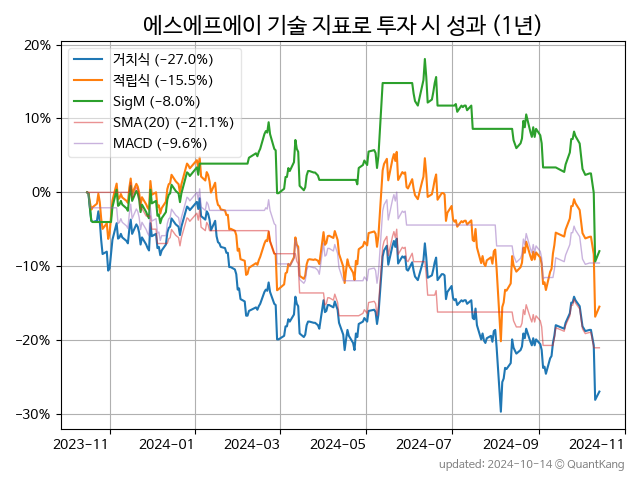 에스에프에이 기술 지표로 투자 시 성과 (1년)
20%
10%
0%
−10%
−20%
−30%
거치식 (−27.0%)
적립식 (−15.5%)
SigM (−8.0%)
SMA(20) (−21.1%)
MACD (−9.6%)
2023-11
2024-01
2024-03
2024-05
2024-07
2024-09
2024-11
updated: 2024-10-14 © QuantKang